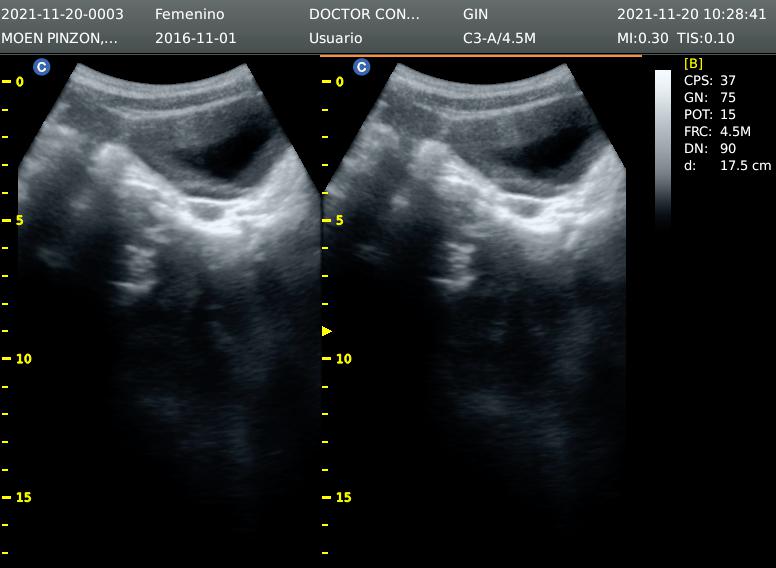 2021-11-20-0003 Femenino DOCTOR CON... GIN 2021-11-20 10:28:41
MOEN PINZON,... 2016-11-01 Usuario C3-A/4.5M MI:0.30 TIS:0.10
C C [B]
0 0 CPS: 37
GN: 75
POT: 15
FRC: 4.5M
DN: 90
d: 17.5 cm
5 5
10 10
15 15